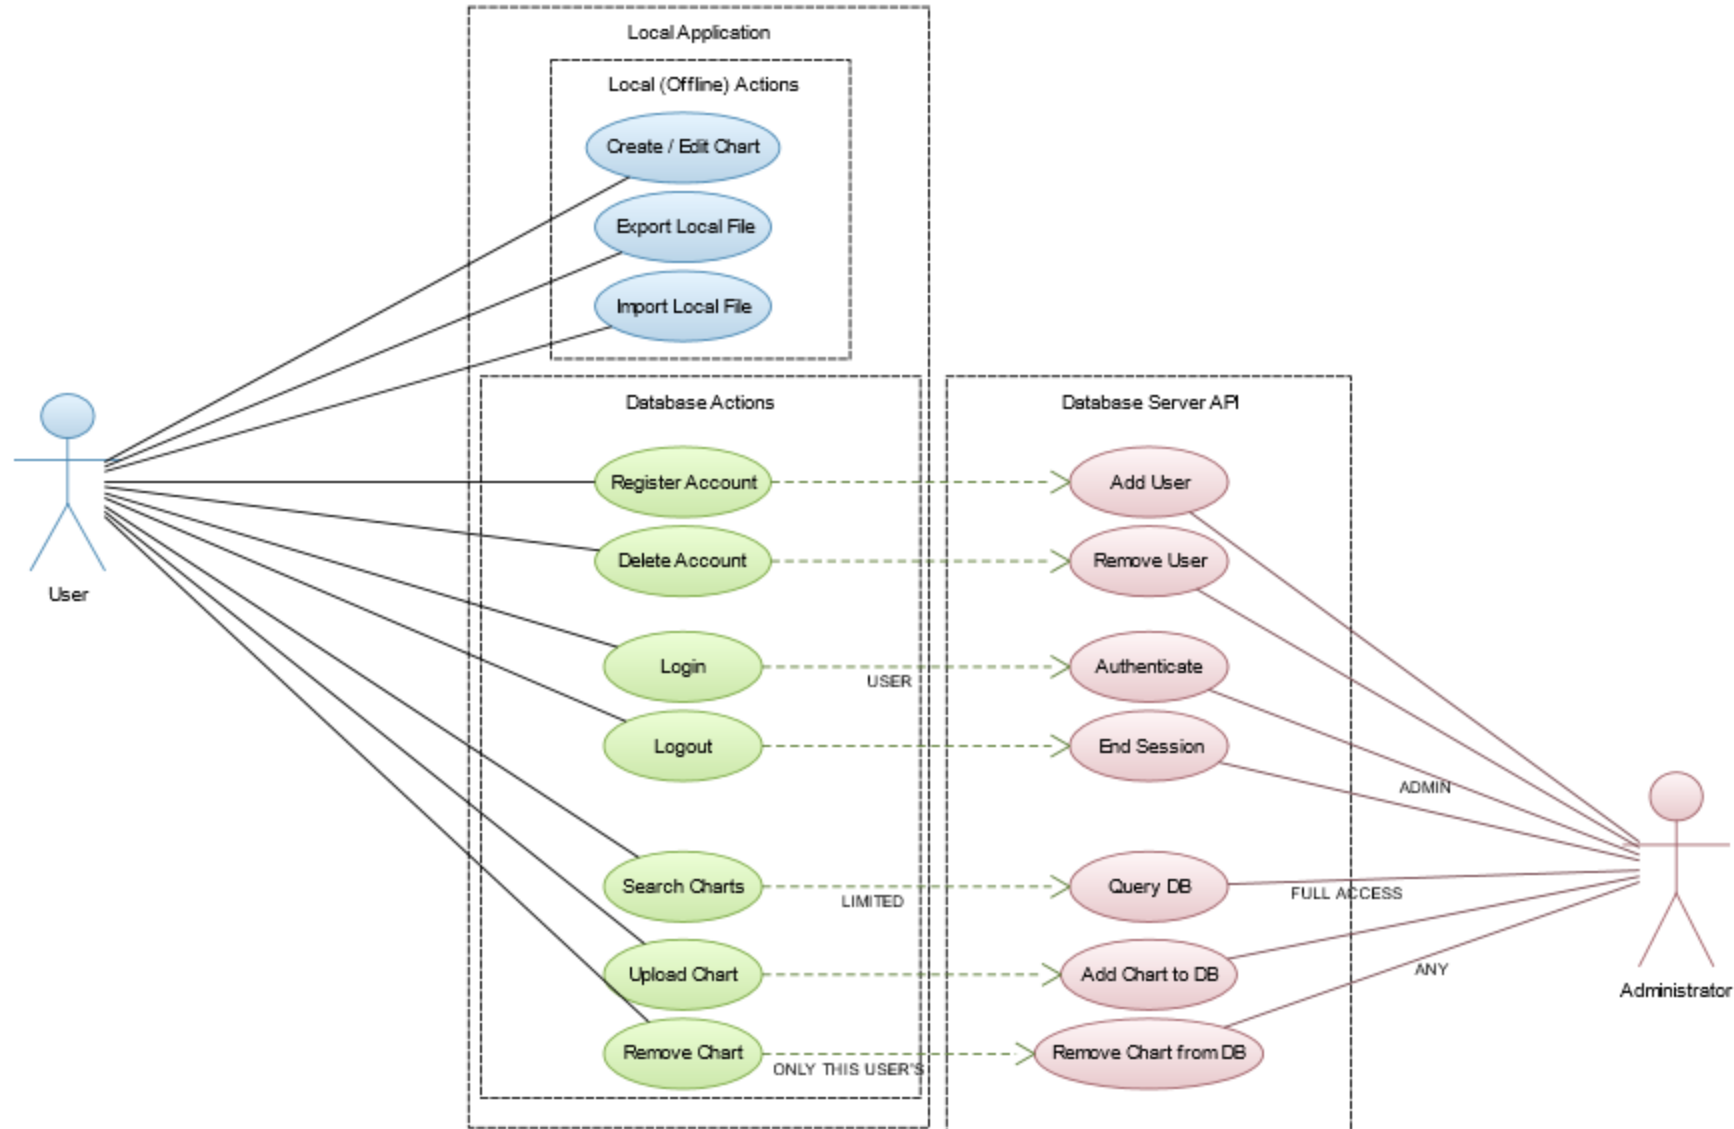 Local Application
Local (Offline) Actions
Create / Edit Chart
Export Local File
Import Local File
Database Actions
Database Server API
Register Account
Add User
Delete Account
Remove User
User
Login
USER
Authenticate
Logout
End Session
ADMIN
Search Charts
LIMITED
Query DB
FULL ACCESS
Upload Chart
Add Chart to DB
ANY
Administrator
Remove Chart
ONLY THIS USER'S
Remove Chart from DB